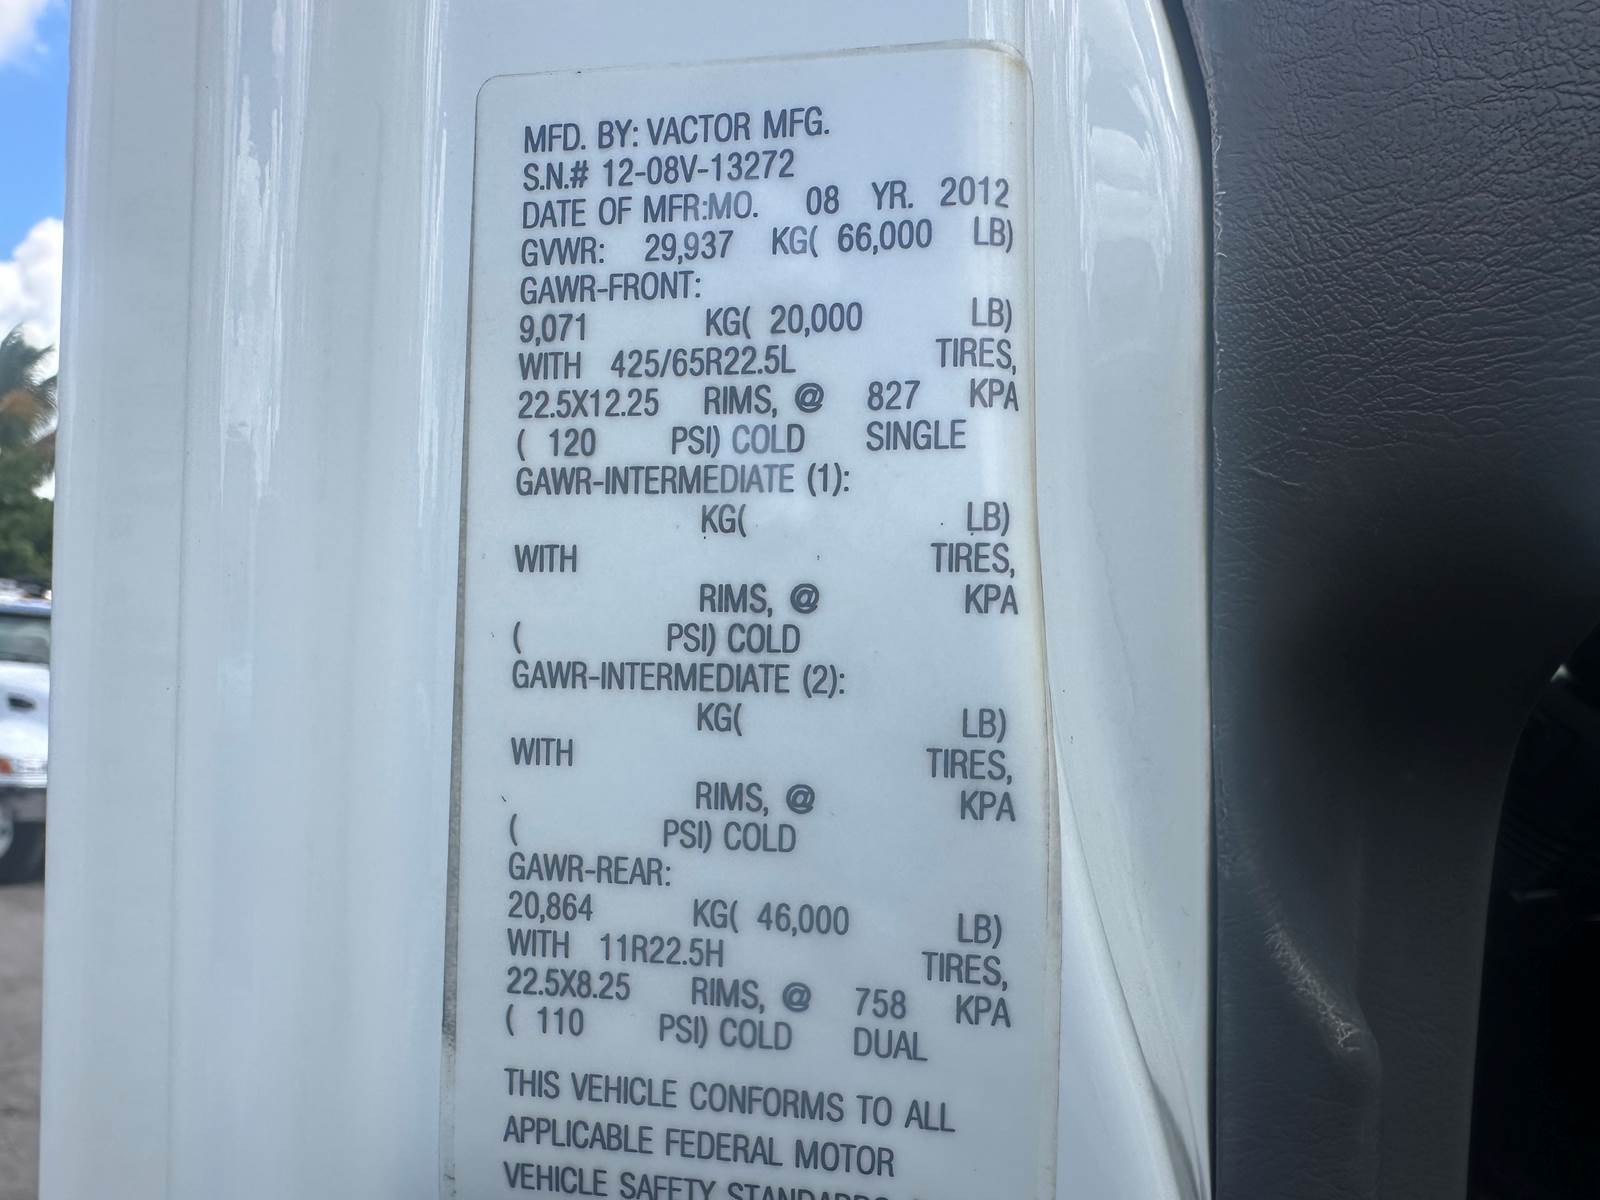 MFD. BY: VACTOR MFG.
S.N.# 12-08V-13272
DATE OF MFR:MO. 08 YR. 2012
GVWR: 29,937 KG( 66,000 LB)
GAWR-FRONT:
9,071 KG( 20,000 LB)
WITH 425/65R22.5L TIRES,
22.5X12.25 RIMS, @ 827 KPA
( 120 PSI) COLD SINGLE
GAWR-INTERMEDIATE (1):
KG( LB)
WITH TIRES,
RIMS, @ KPA
( PSI) COLD
GAWR-INTERMEDIATE (2):
KG( LB)
WITH TIRES,
RIMS, @ KPA
( PSI) COLD
GAWR-REAR:
20,864 KG( 46,000 LB)
WITH 11R22.5H TIRES,
22.5X8.25 RIMS, @ 758 KPA
( 110 PSI) COLD DUAL
THIS VEHICLE CONFORMS TO ALL
APPLICABLE FEDERAL MOTOR
VEHICLE SAFETY STANDARDS